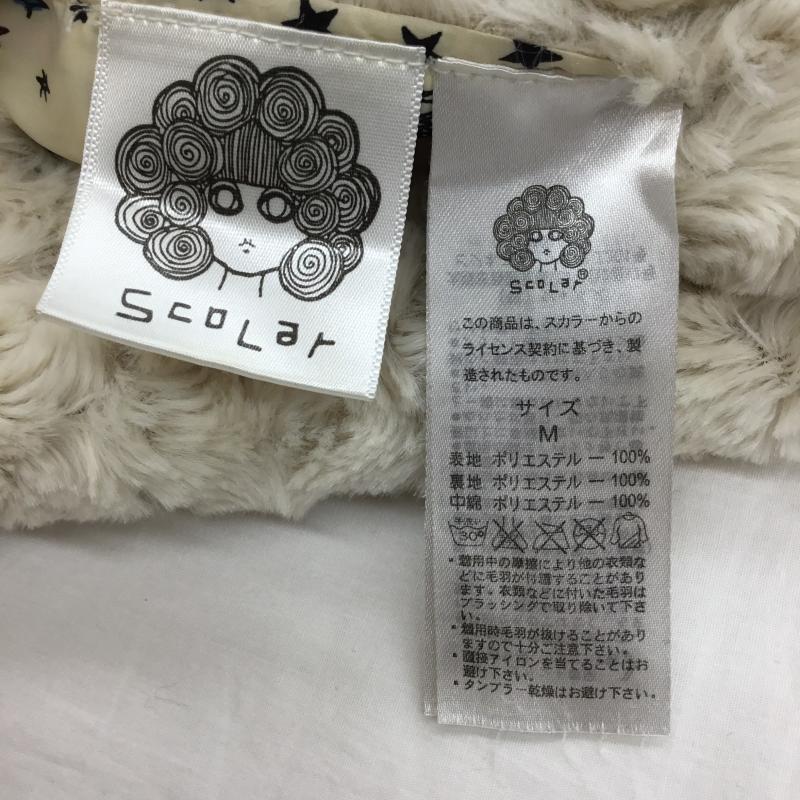 scoLar
scoLar®
この商品は、スカラーからの
ライセンス契約に基づき、製
造されたものです。
サイズ
M
表地 ポリエステル ー 100%
裏地 ポリエステル ー 100%
中綿 ポリエステル ー 100%
手洗い
30
・着用中の摩擦により他の衣類な
どに毛羽が付着することがあり
ます。衣類などに付いた毛羽は
ブラッシングで取り除いて下さ
い。
・着用時毛羽が抜けることがあり
ますので十分ご注意下さい。
・直接アイロンを当てることはお
避け下さい。
・タンブラー乾燥はお避け下さい。